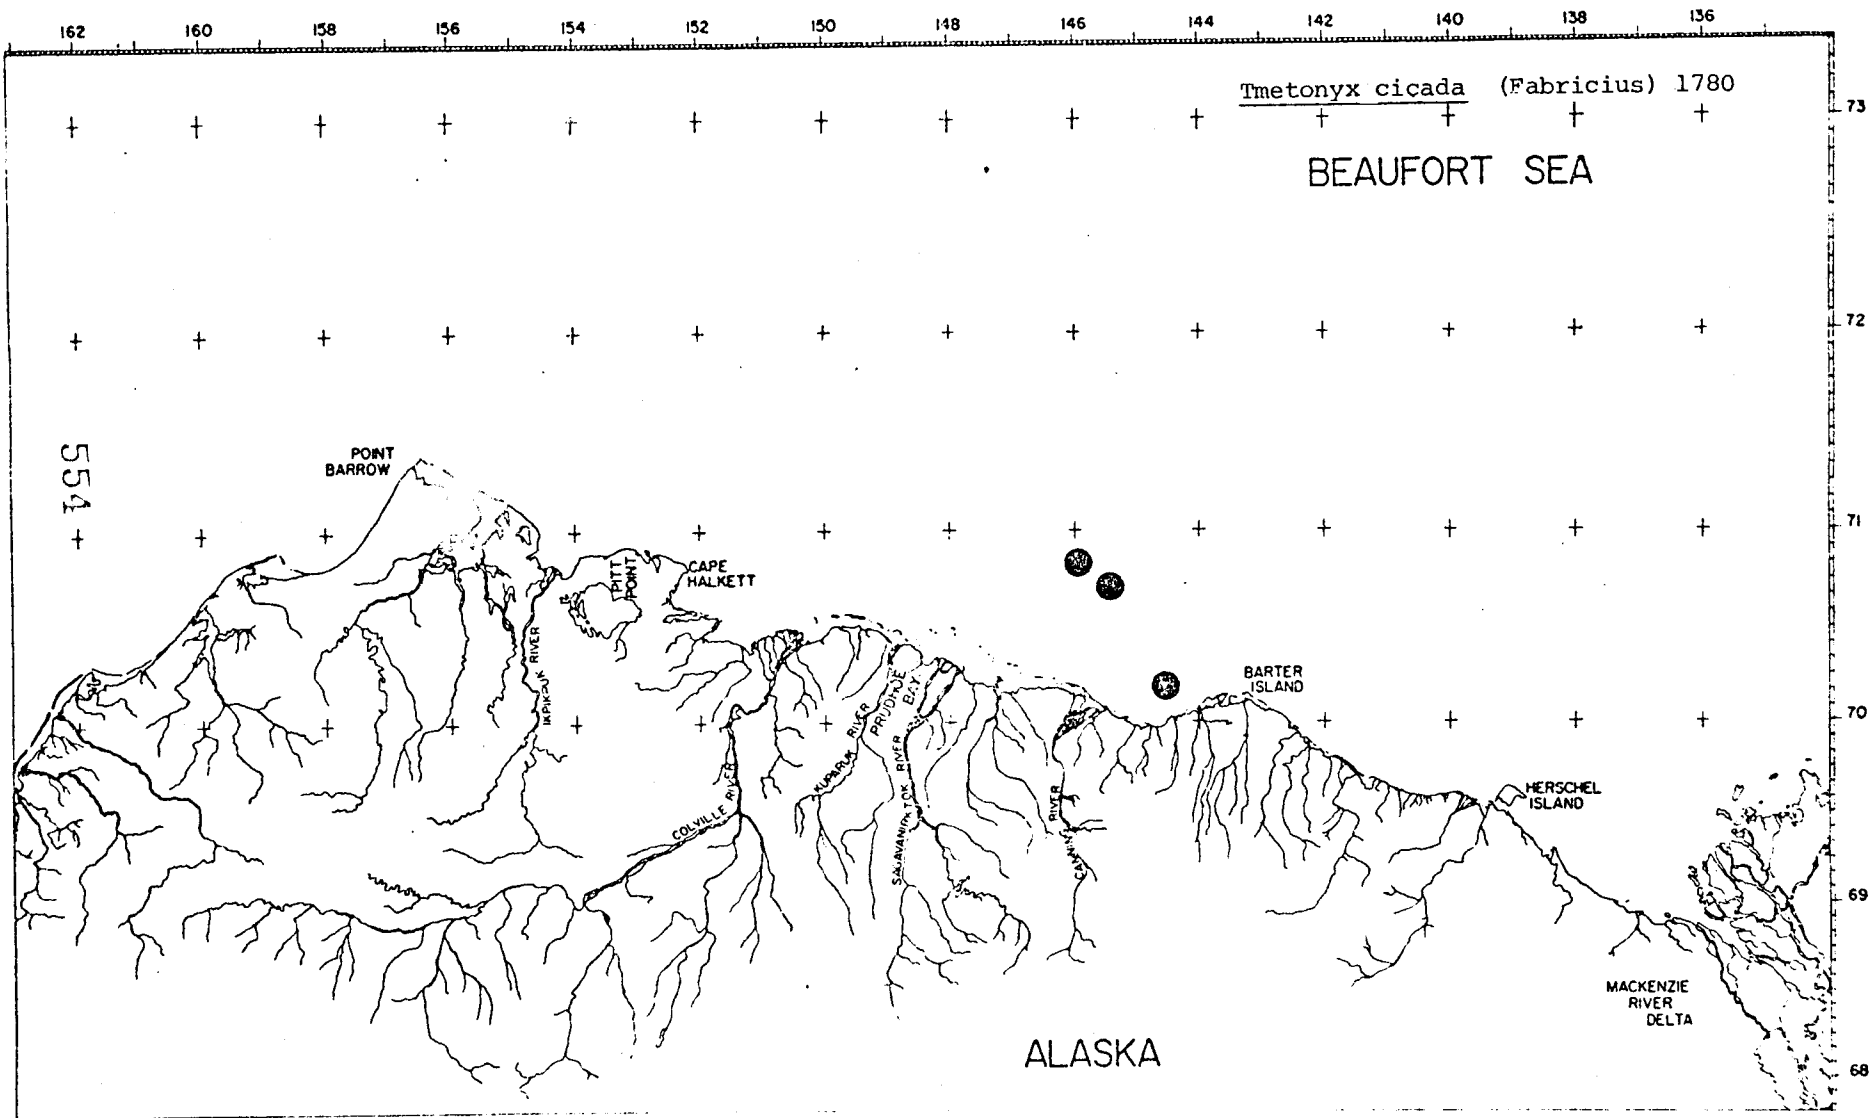 162 160 158 156 154 152 150 148 146 144 142 140 138 136
Tmetonyx cicada (Fabricius) 1780
73
BEAUFORT SEA
72
POINT
BARROW
554
71
PITT
POINT
CAPE
HALKETT
IKPIKPUK RIVER
BARTER
ISLAND
PRUDHOE
BAY
KUPARUK RIVER
70
COLVILLE RIVER
SAGAVANIRKTOK RIVER
CANNING RIVER
HERSCHEL
ISLAND
69
MACKENZIE
RIVER
DELTA
ALASKA
68